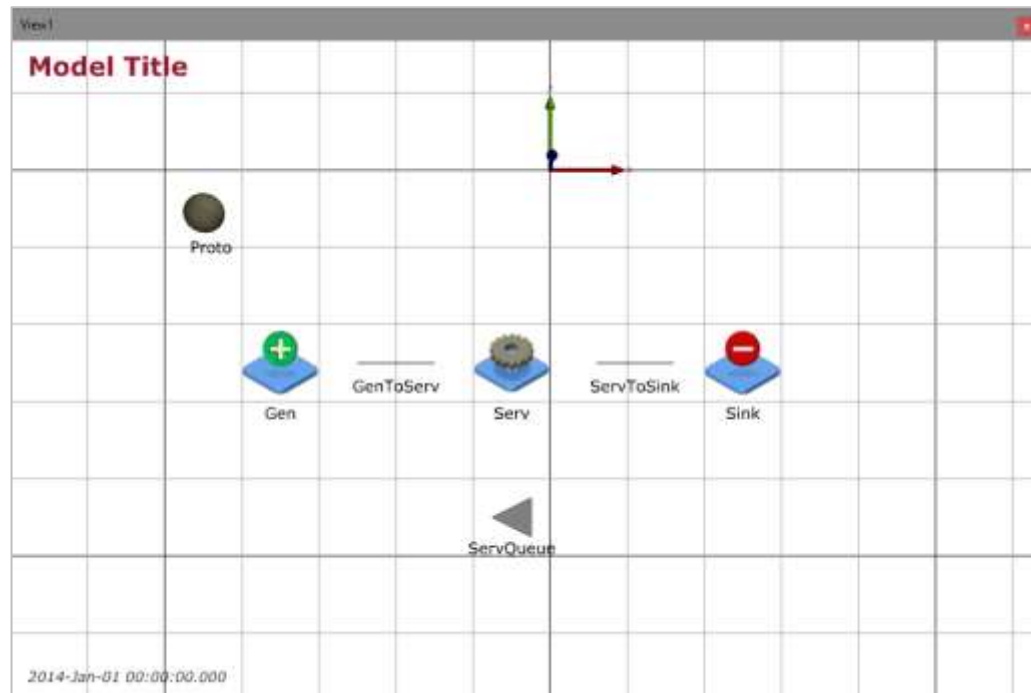 View1
Model Title
Proto
GenToServ
ServToSink
Gen
Serv
Sink
ServQueue
2014-Jan-01 00:00:00.000